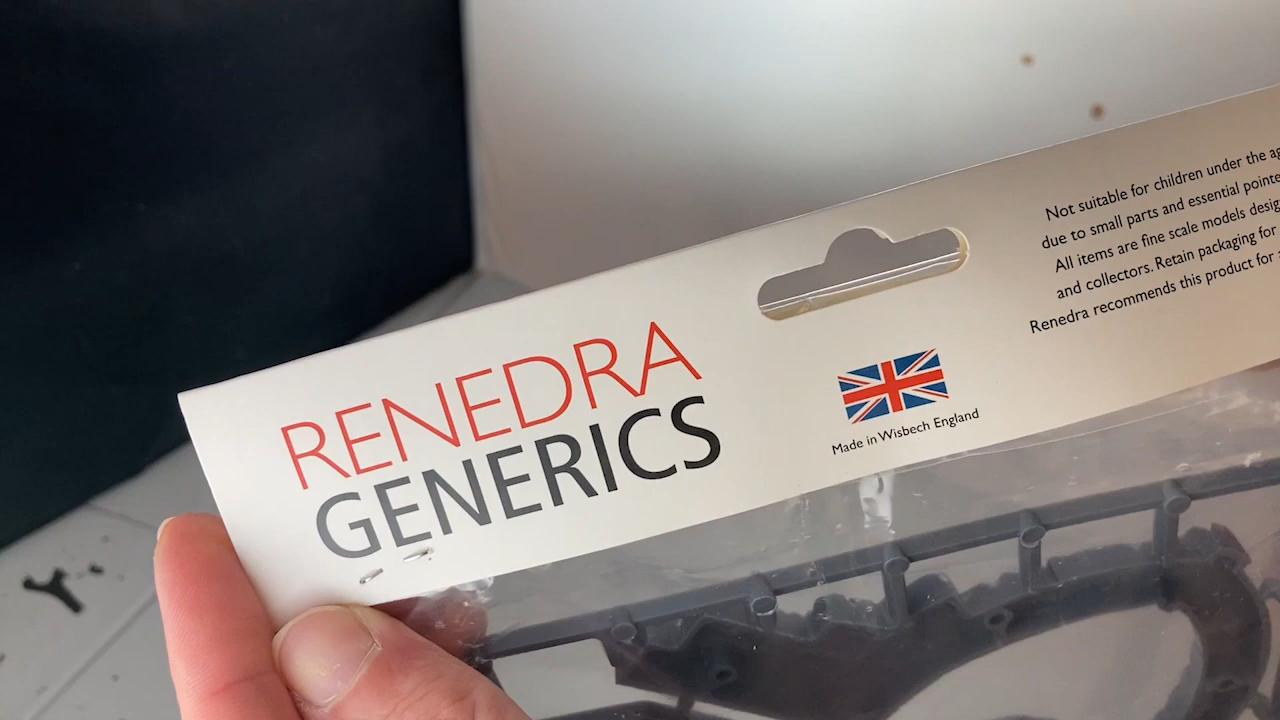 RENEDRA
GENERICS
Made in Wisbech England
Not suitable for children under the
due to small parts and essential
All items are fine scale models
and collectors. Retain packaging for
Renedra recommends this product for